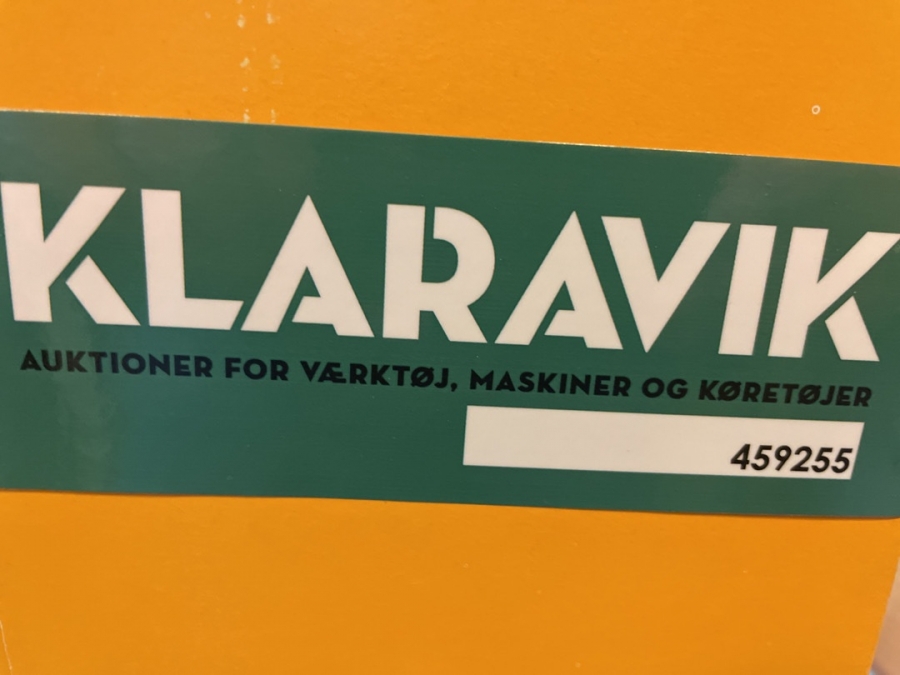 KLARAVIK
AUKTIONER FOR VÆRKTØJ, MASKINER OG KØRETØJER
459255